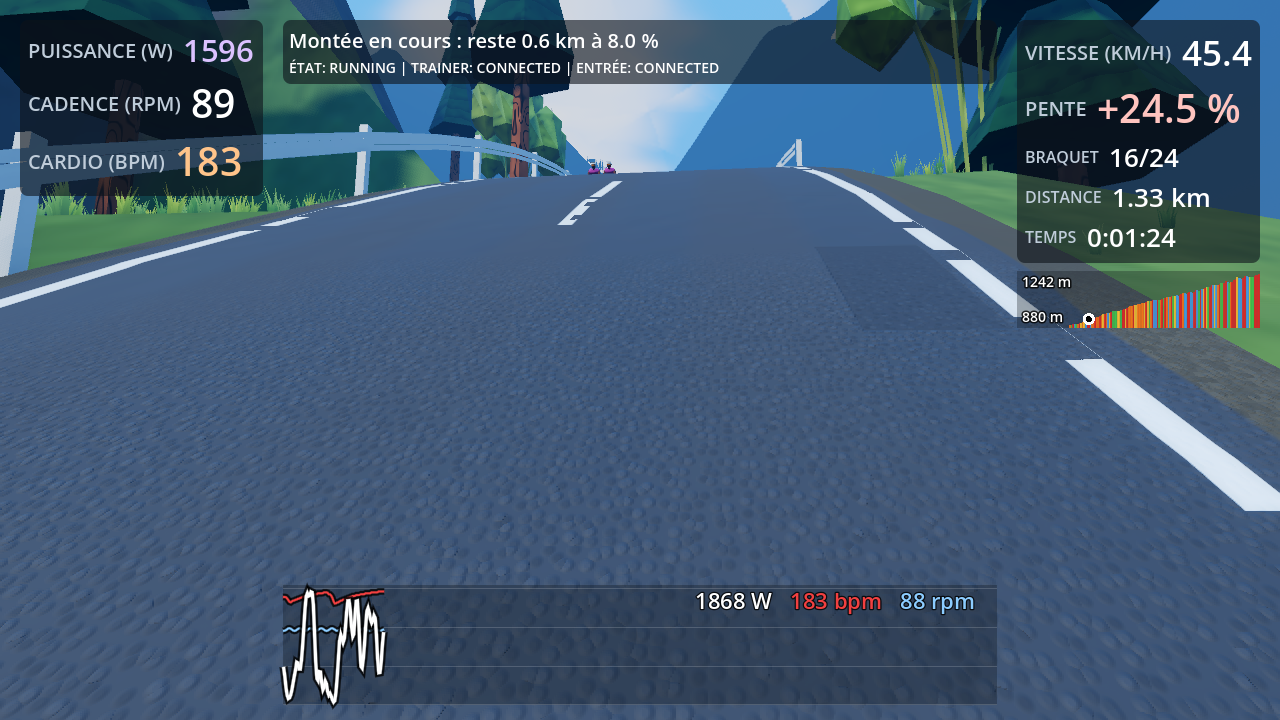 PUISSANCE (W) 1596
CADENCE (RPM) 89
CARDIO (BPM) 183
Montée en cours : reste 0.6 km à 8.0 %
ÉTAT: RUNNING | TRAINER: CONNECTED | ENTRÉE: CONNECTED
VITESSE (KM/H) 45.4
PENTE +24.5 %
BRAQUET 16/24
DISTANCE 1.33 km
TEMPS 0:01:24
1242 m
880 m
1868 W 183 bpm 88 rpm